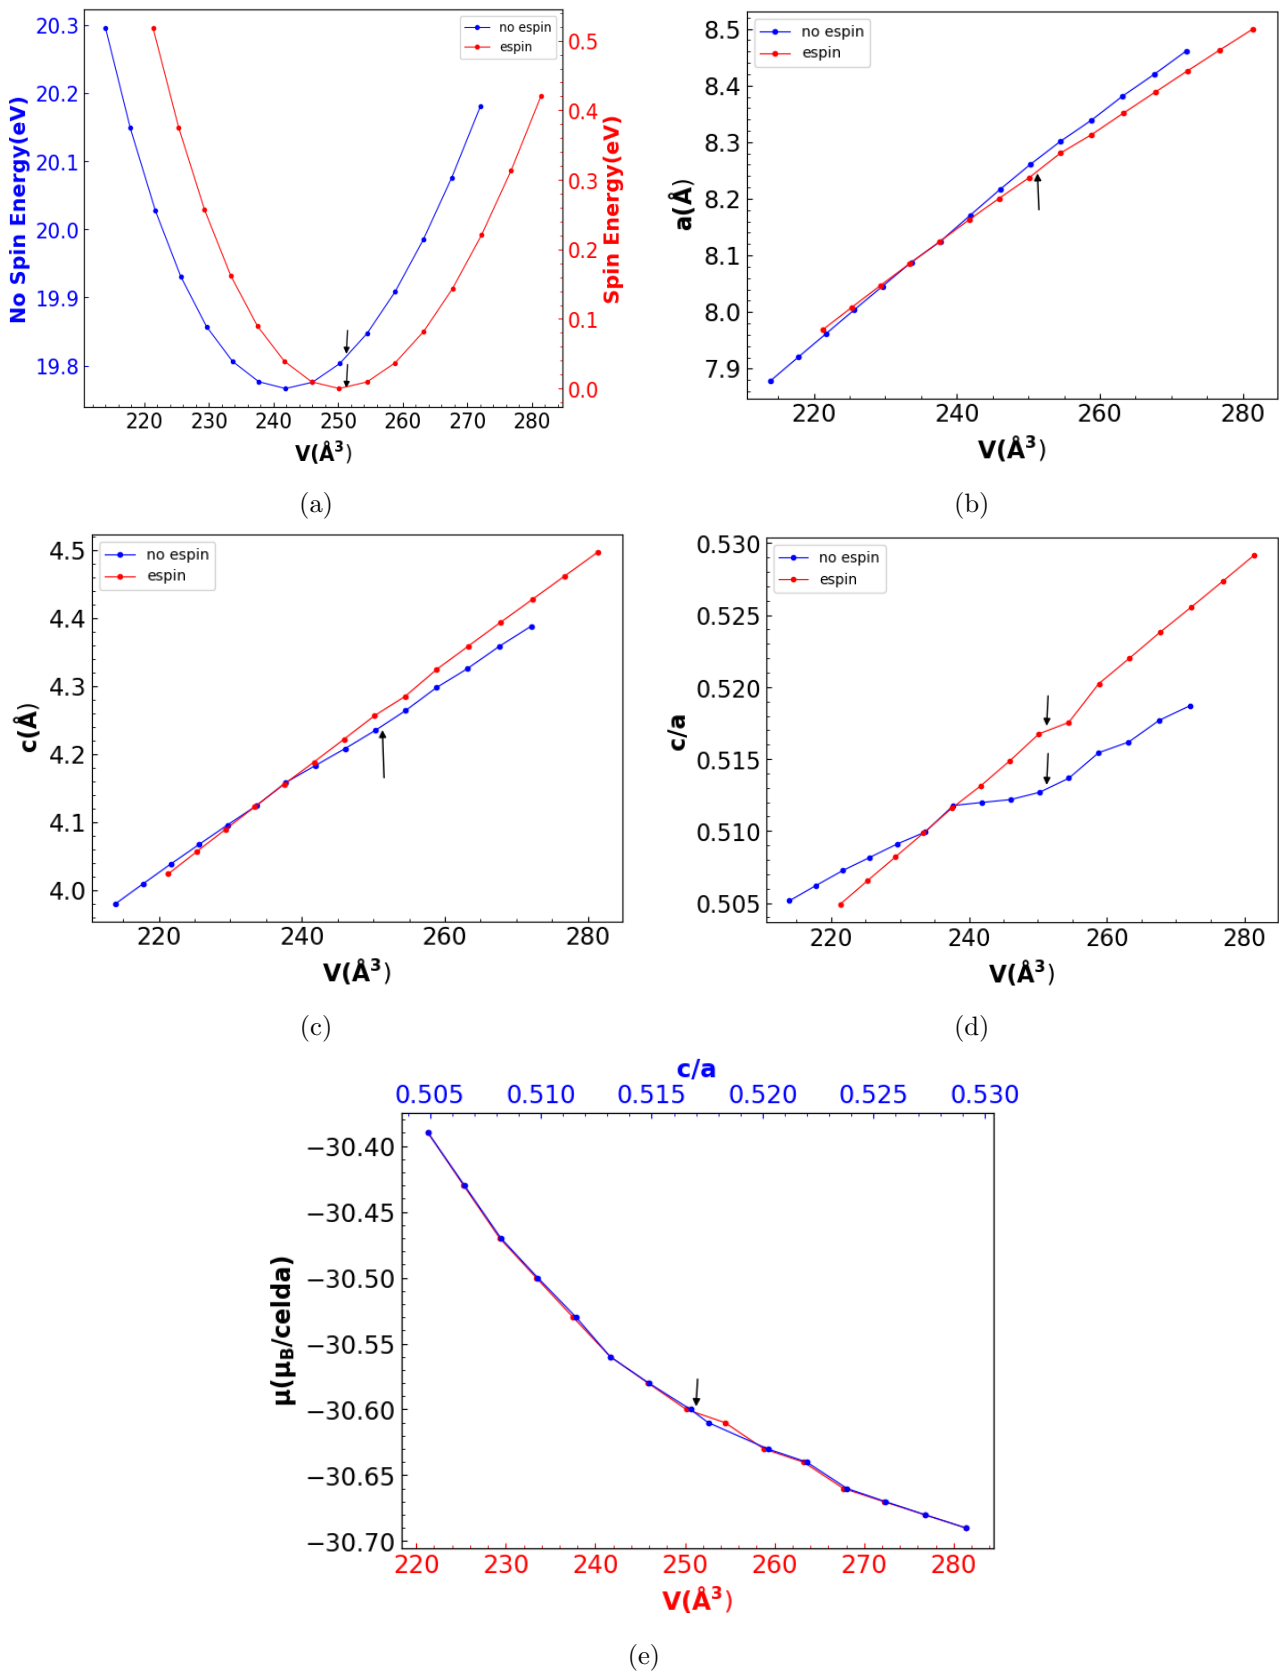 20.3
20.2
20.1
20.0
19.9
19.8
No Spin Energy(eV)
no espin
espin
0.5
0.4
0.3
0.2
0.1
0.0
Spin Energy(eV)
220 230 240 250 260 270 280
V(Å³)
(a)
8.5
8.4
8.3
8.2
8.1
8.0
7.9
a(Å)
no espin
espin
220 240 260 280
V(Å³)
(b)
4.5
4.4
4.3
4.2
4.1
4.0
c(Å)
no espin
espin
220 240 260 280
V(Å³)
(c)
0.530
0.525
0.520
0.515
0.510
0.505
c/a
no espin
espin
220 240 260 280
V(Å³)
(d)
c/a
0.505 0.510 0.515 0.520 0.525 0.530
−30.40
−30.45
−30.50
−30.55
−30.60
−30.65
−30.70
μ(μ_B/celda)
220 230 240 250 260 270 280
V(Å³)
(e)